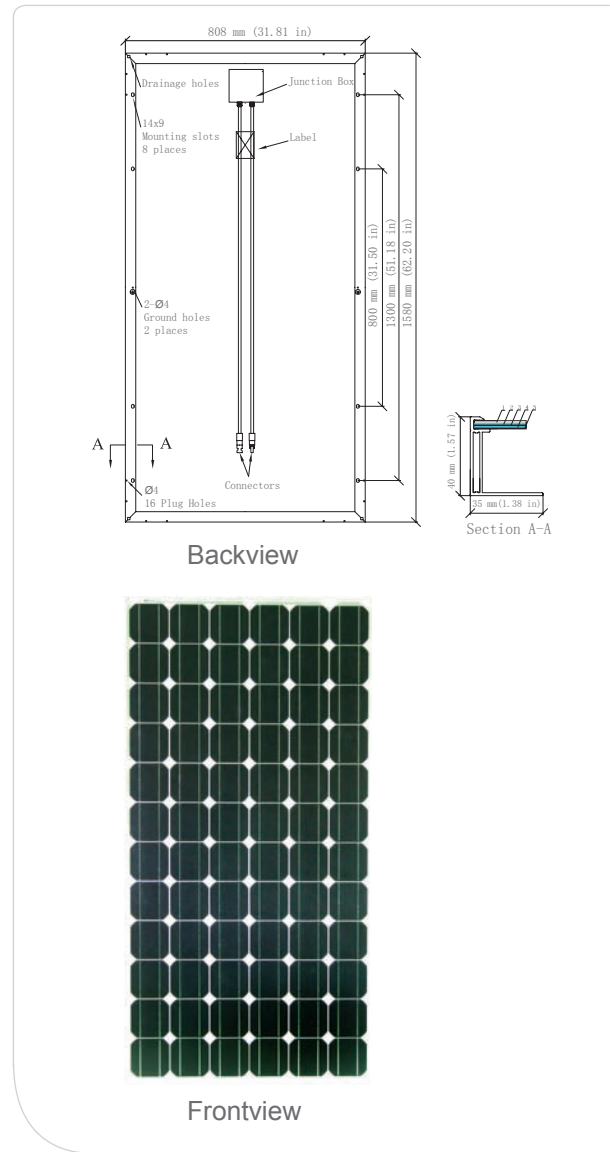 808 mm (31.81 in)
Drainage holes
Junction Box
14x9
Mounting slots
8 places
Label
2-Ø4
Ground holes
2 places
800 mm (31.50 in)
1300 mm (51.18 in)
1580 mm (62.20 in)
A
A
Ø4
16 Plug Holes
Connectors
1 2 3 4 5
40 mm (1.57 in)
35 mm(1.38 in)
Section A-A
Backview
Frontview